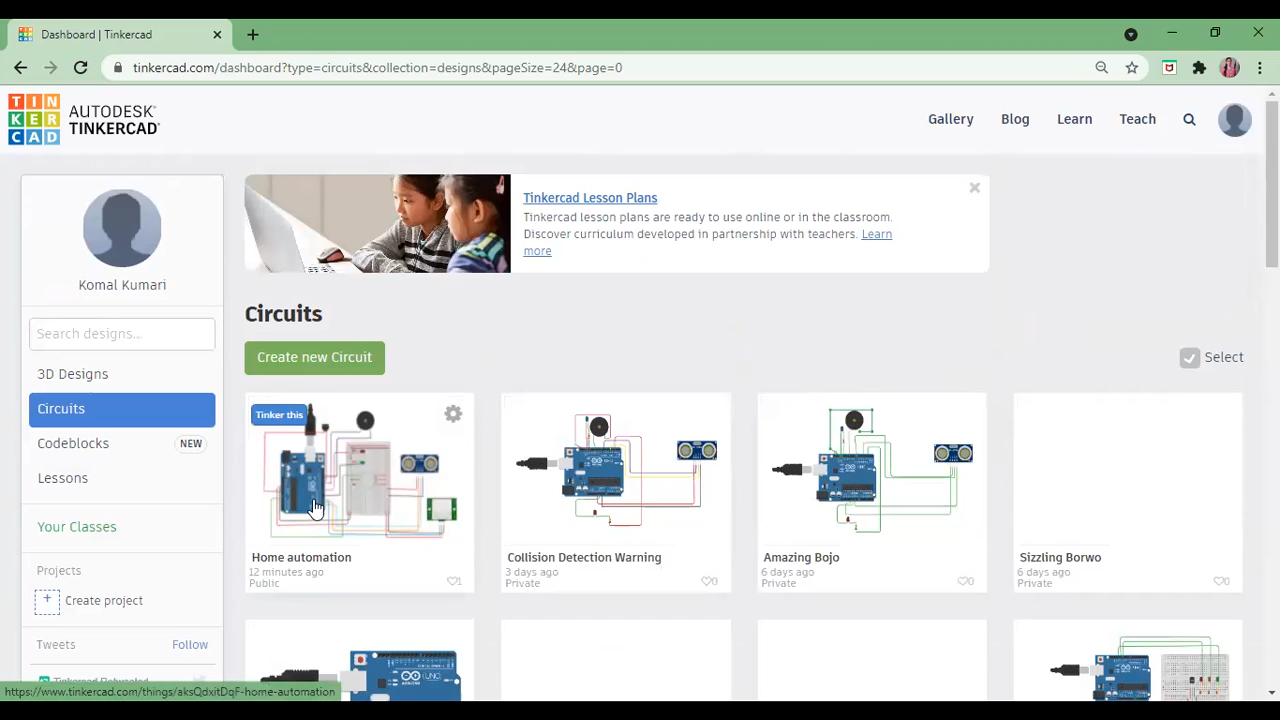 Dashboard | Tinkercad
tinkercad.com/dashboard?type=circuits&collection=designs&pageSize=24&page=0
TIN
KER
CAD
AUTODESK
TINKERCAD
Gallery
Blog
Learn
Teach
Komal Kumari
Search designs...
3D Designs
Circuits
Codeblocks
NEW
Lessons
Your Classes
Projects
+ Create project
Tweets
Follow
Tinkercad Lesson Plans
Tinkercad lesson plans are ready to use online or in the classroom.
Discover curriculum developed in partnership with teachers. Learn
more
Circuits
Create new Circuit
Select
Tinker this
Home automation
12 minutes ago
Public
1
Collision Detection Warning
3 days ago
Private
0
Amazing Bojo
6 days ago
Private
0
Sizzling Borwo
6 days ago
Private
0
https://www.tinkercad.com/things/aksQdxitDqF-home-automation